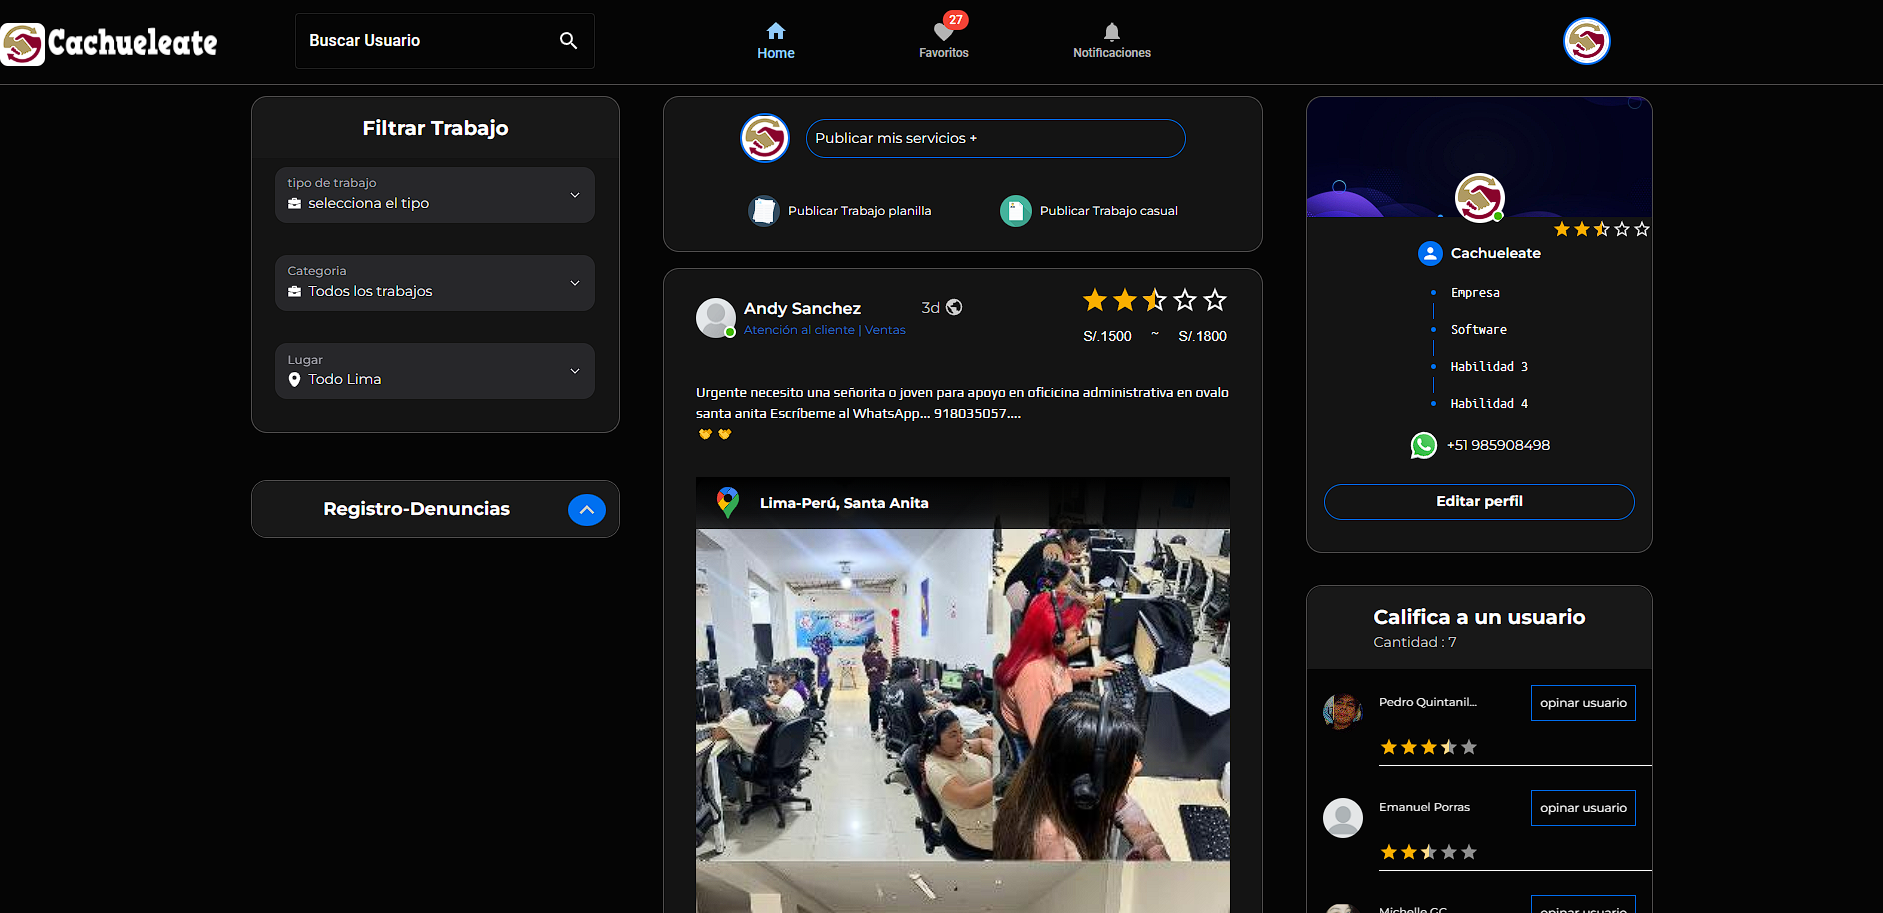 Cachueleate
Buscar Usuario
Home
27
Favoritos
Notificaciones
Filtrar Trabajo
tipo de trabajo
selecciona el tipo
Categoria
Todos los trabajos
Lugar
Todo Lima
Registro-Denuncias
Publicar mis servicios +
Publicar Trabajo planilla
Publicar Trabajo casual
Andy Sanchez
3d
Atención al cliente | Ventas
S/.1500 ~ S/.1800
Urgente necesito una señorita o joven para apoyo en oficicina administrativa en ovalo
santa anita Escríbeme al WhatsApp... 918035057....
Lima-Perú, Santa Anita
Cachueleate
Empresa
Software
Habilidad 3
Habilidad 4
+51 985908498
Editar perfil
Califica a un usuario
Cantidad : 7
Pedro Quintanil...
opinar usuario
Emanuel Porras
opinar usuario
Michelle GC
opinar usuario